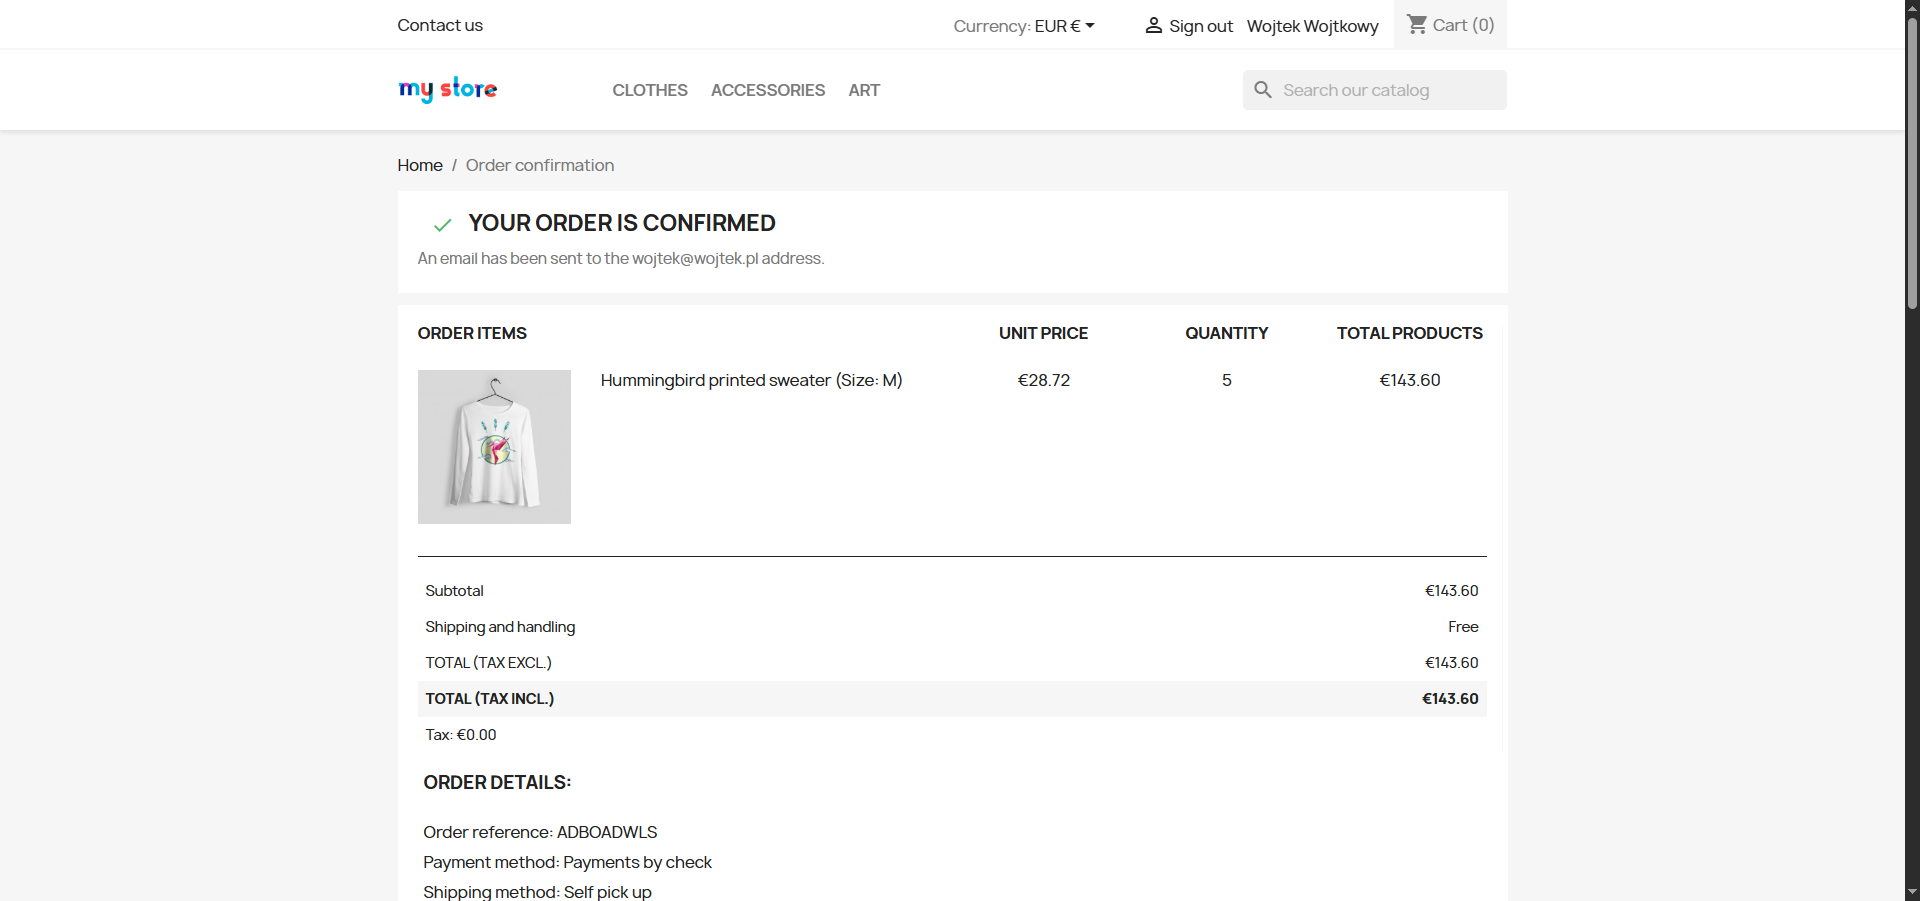 Contact us
Currency: EUR €
Sign out
Wojtek Wojtkowy
Cart (0)
my store
CLOTHES
ACCESSORIES
ART
Search our catalog
Home / Order confirmation
YOUR ORDER IS CONFIRMED
An email has been sent to the wojtek@wojtek.pl address.
ORDER ITEMS UNIT PRICE QUANTITY TOTAL PRODUCTS
Hummingbird printed sweater (Size: M) €28.72 5 €143.60
Subtotal €143.60
Shipping and handling Free
TOTAL (TAX EXCL.) €143.60
TOTAL (TAX INCL.) €143.60
Tax: €0.00
ORDER DETAILS:
Order reference: ADBOADWLS
Payment method: Payments by check
Shipping method: Self pick up